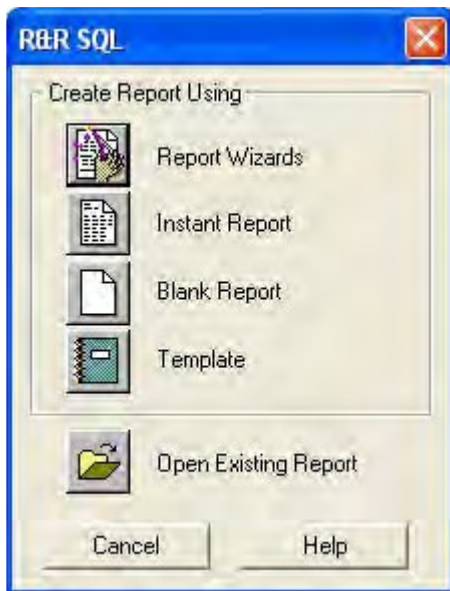 R&R SQL
Create Report Using
Report Wizards
Instant Report
Blank Report
Template
Open Existing Report
Cancel
Help